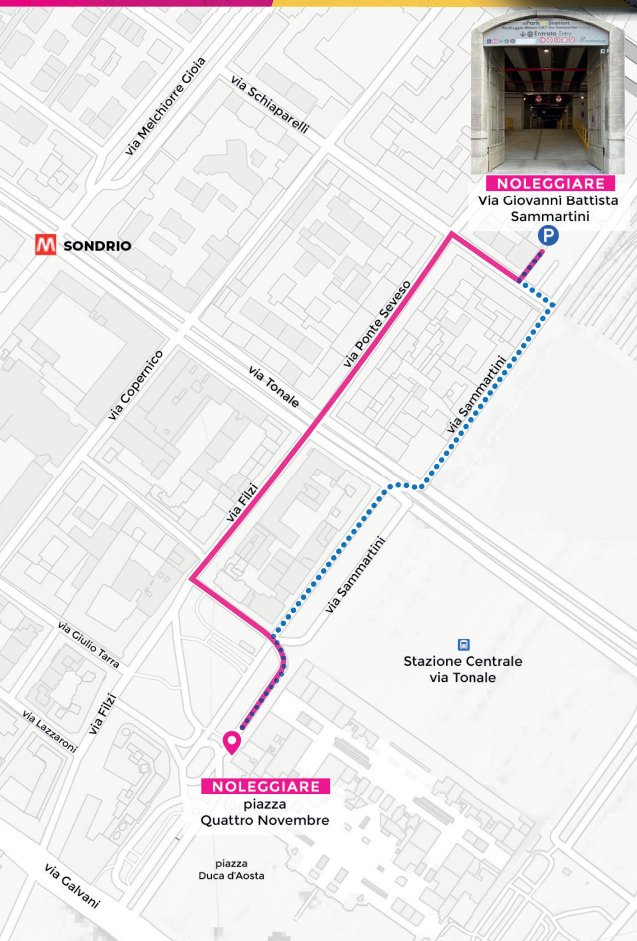 Entrata Entry
via Melchiorre Gioia
via Schiaparelli
NOLEGGIARE
Via Giovanni Battista
Sammartini
P
M SONDRIO
via Ponte Seveso
via Copernico
via Tonale
via Sammartini
via Filzi
via Sammartini
via Giulio Tarra
Stazione Centrale
via Tonale
via Filzi
via Lazzaroni
NOLEGGIARE
piazza
Quattro Novembre
piazza
Duca d'Aosta
via Galvani